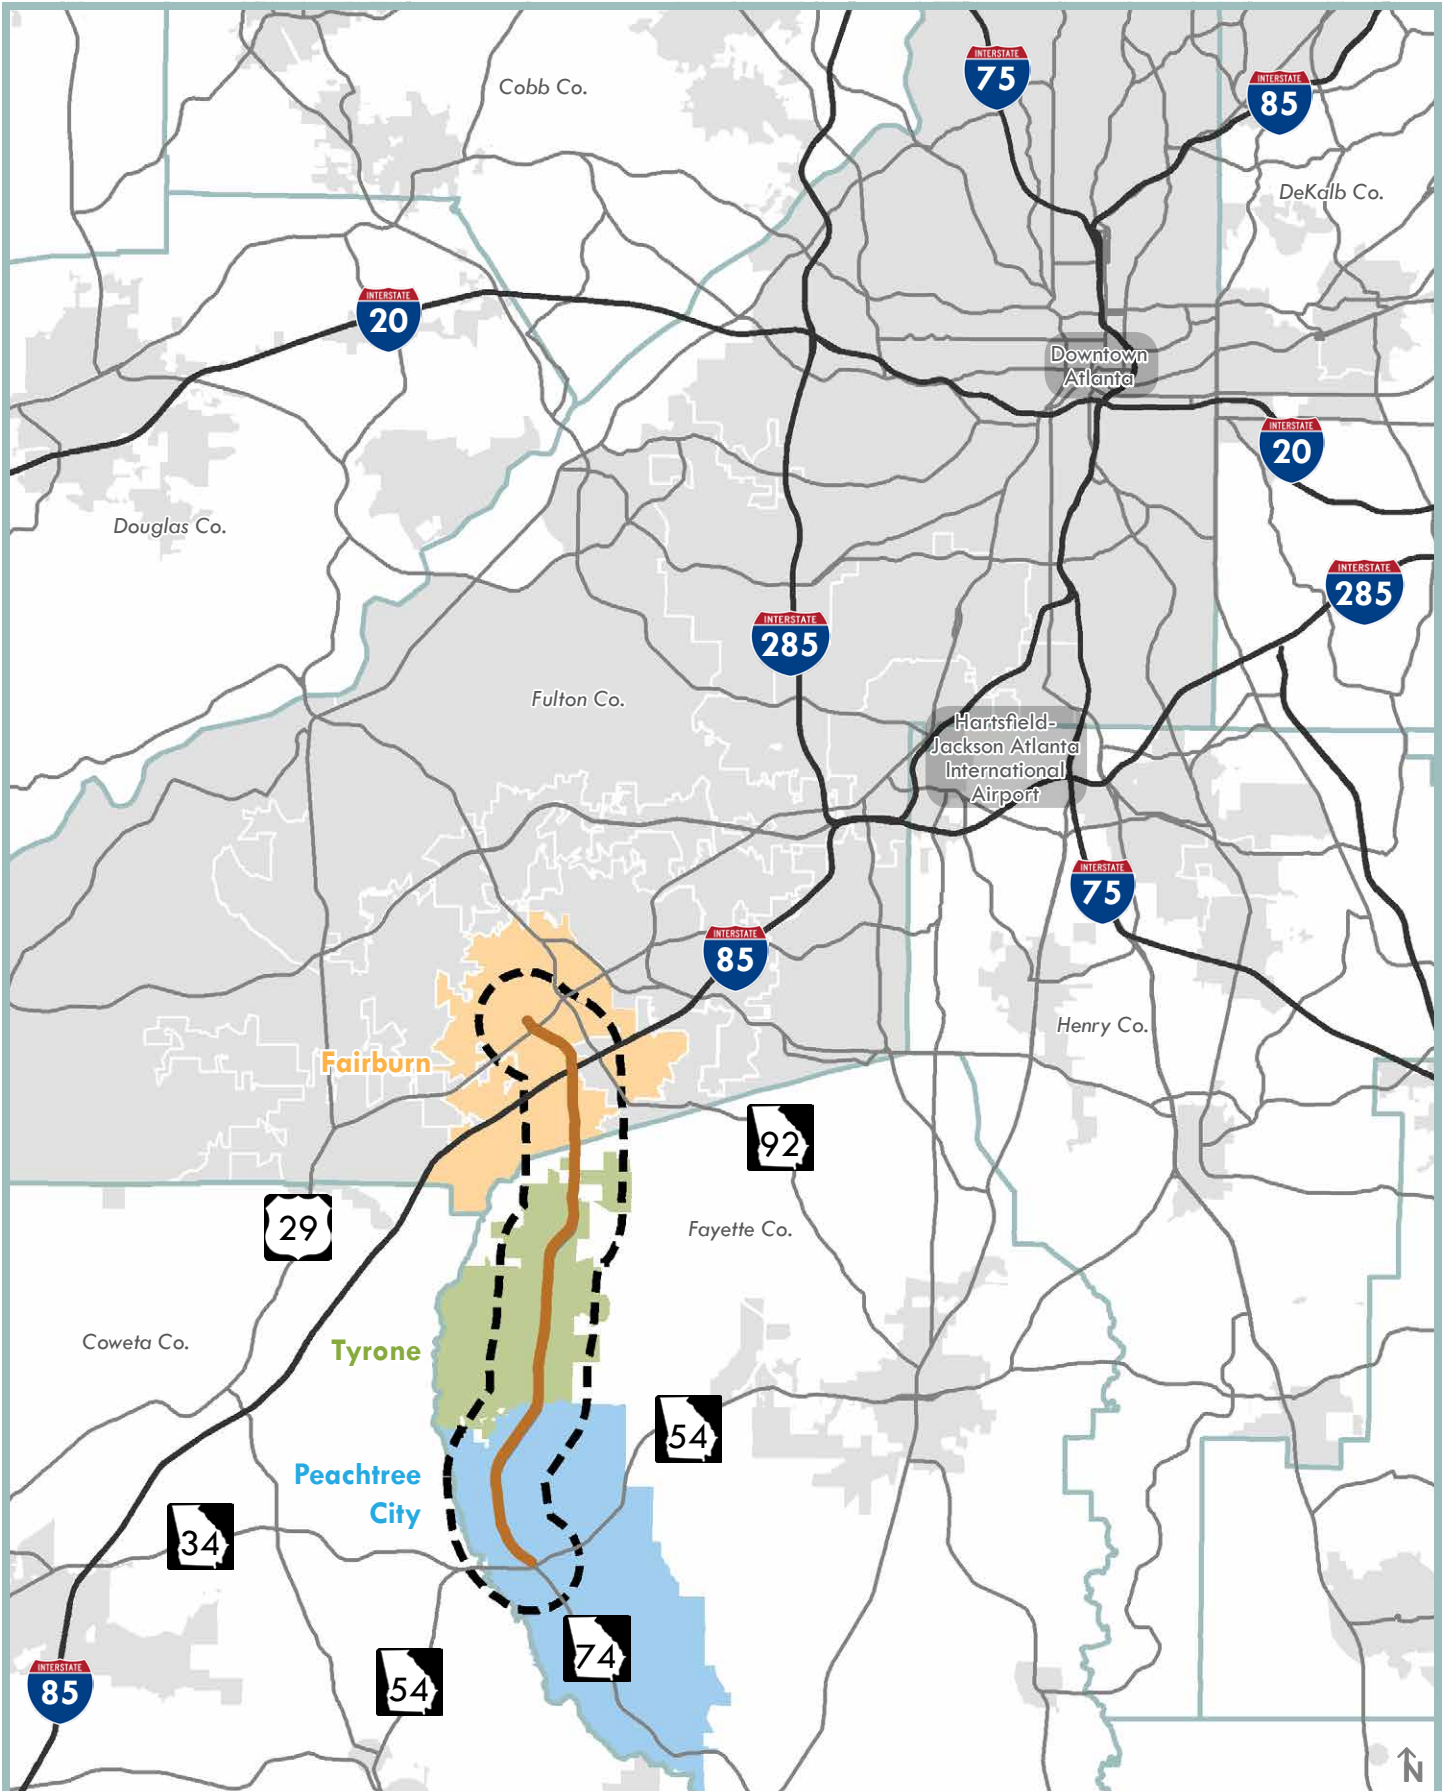 Cobb Co.
INTERSTATE
75
INTERSTATE
85
DeKalb Co.
INTERSTATE
20
Downtown
Atlanta
INTERSTATE
20
Douglas Co.
INTERSTATE
285
INTERSTATE
285
Fulton Co.
Hartsfield-
Jackson Atlanta
International
Airport
INTERSTATE
75
INTERSTATE
85
Henry Co.
Fairburn
92
29
Fayette Co.
Coweta Co.
Tyrone
54
Peachtree
City
34
74
54
INTERSTATE
85
N